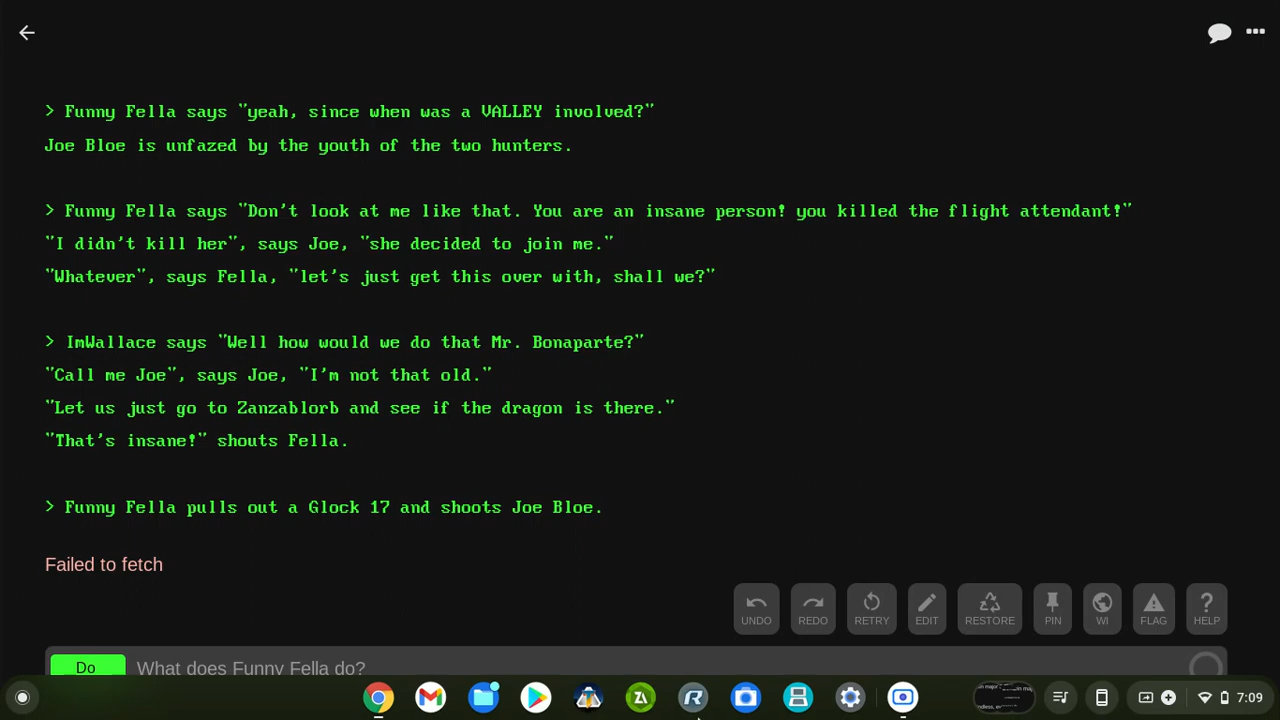 > Funny Fella says "yeah, since when was a VALLEY involved?"
Joe Bloe is unfazed by the youth of the two hunters.
> Funny Fella says "Don't look at me like that. You are an insane person! you killed the flight attendant!"
"I didn't kill her", says Joe, "she decided to join me."
"Whatever", says Fella, "let's just get this over with, shall we?"
> ImWallace says "Well how would we do that Mr. Bonaparte?"
"Call me Joe", says Joe, "I'm not that old."
"Let us just go to Zanzablorb and see if the dragon is there."
"That's insane!" shouts Fella.
> Funny Fella pulls out a Glock 17 and shoots Joe Bloe.
Failed to fetch
UNDO REDO RETRY EDIT RESTORE PIN WI FLAG HELP
Do What does Funny Fella do?
7:09